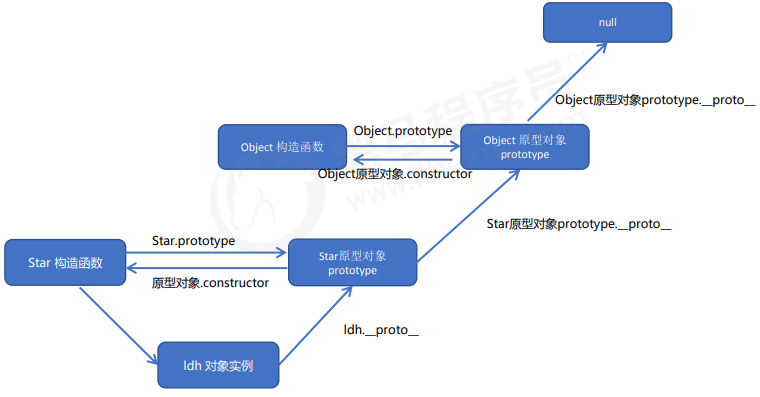 null
Object原型对象prototype.__proto__
Object.prototype
Object 构造函数
Object 原型对象
prototype
Object原型对象.constructor
Star原型对象prototype.__proto__
Star.prototype
Star 构造函数
Star原型对象
prototype
原型对象.constructor
ldh.__proto__
ldh 对象实例